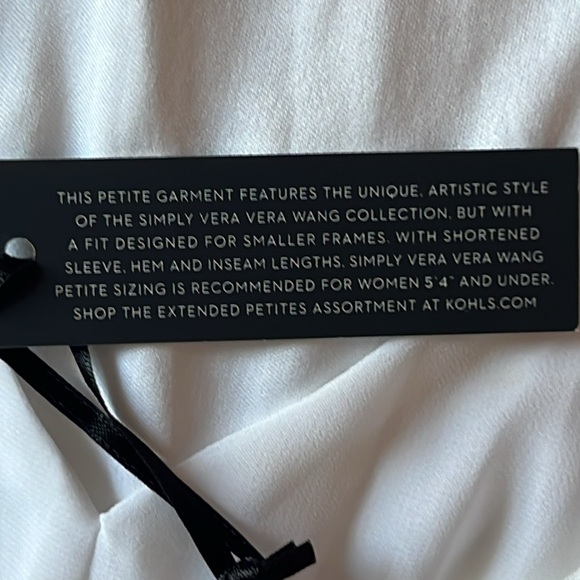 THIS PETITE GARMENT FEATURES THE UNIQUE, ARTISTIC STYLE
OF THE SIMPLY VERA VERA WANG COLLECTION, BUT WITH
A FIT DESIGNED FOR SMALLER FRAMES. WITH SHORTENED
SLEEVE, HEM AND INSEAM LENGTHS, SIMPLY VERA VERA WANG
PETITE SIZING IS RECOMMENDED FOR WOMEN 5'4" AND UNDER.
SHOP THE EXTENDED PETITES ASSORTMENT AT KOHLS.COM